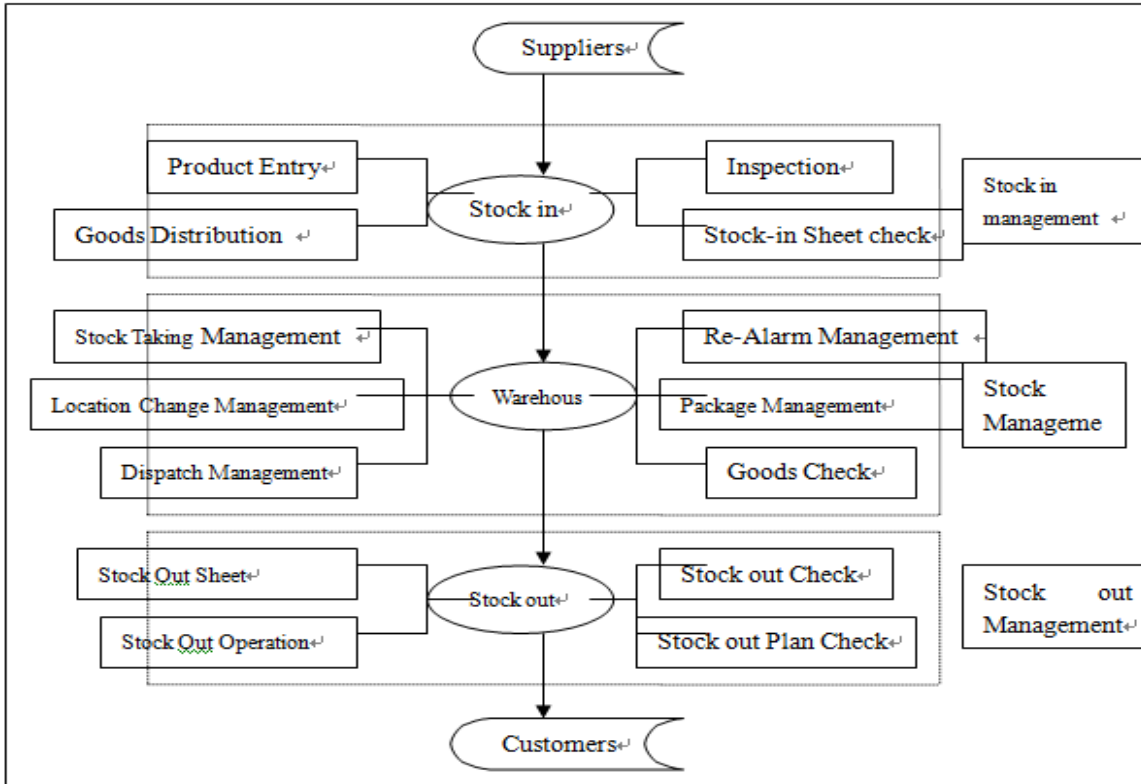 Suppliers
Product Entry
Inspection
Stock in
management
Stock in
Goods Distribution
Stock-in Sheet check
Stock Taking Management
Re-Alarm Management
Location Change Management
Warehous
Package Management
Stock
Manageme
Dispatch Management
Goods Check
Stock Out Sheet
Stock out Check
Stock out
Management
Stock out
Stock Out Operation
Stock out Plan Check
Customers